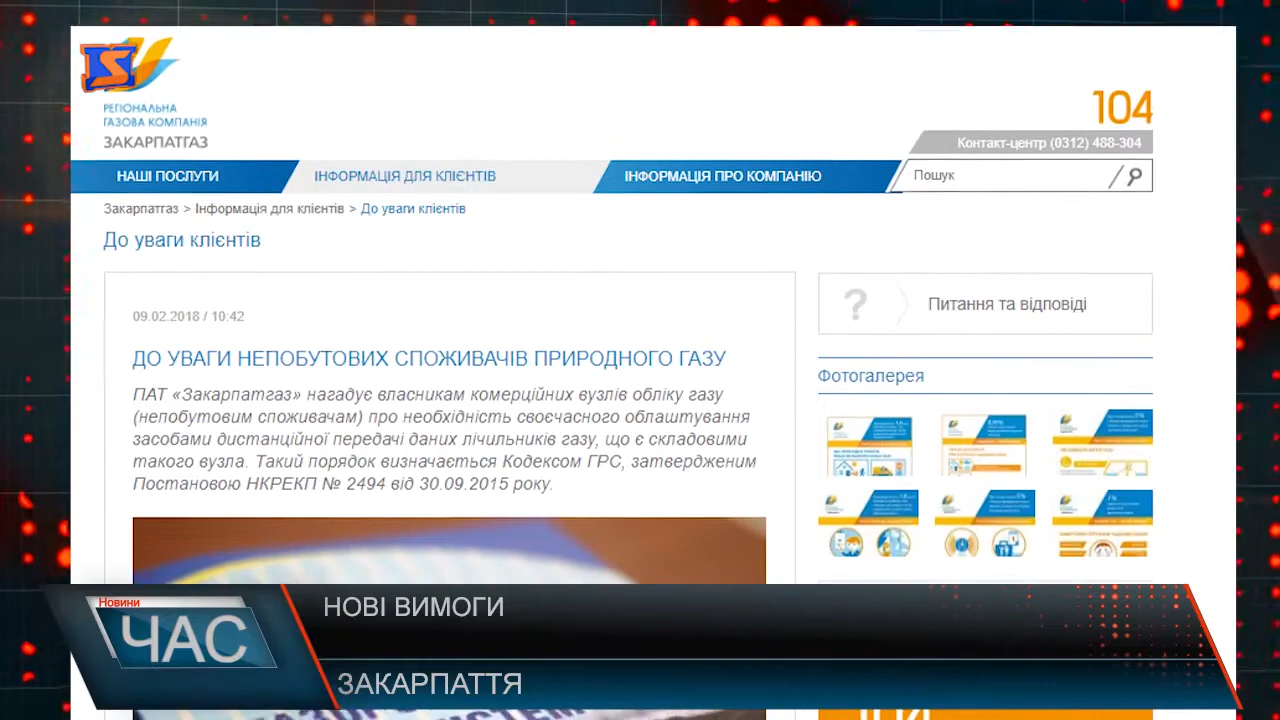 РЕГІОНАЛЬНА
ГАЗОВА КОМПАНІЯ
ЗАКАРПАТГАЗ
104
Контакт-центр (0312) 488-304
НАШІ ПОСЛУГИ
ІНФОРМАЦІЯ ДЛЯ КЛІЄНТІВ
ІНФОРМАЦІЯ ПРО КОМПАНІЮ
Пошук
Закарпатгаз > Інформація для клієнтів > До уваги клієнтів
До уваги клієнтів
09.02.2018 / 10:42
ДО УВАГИ НЕПОБУТОВИХ СПОЖИВАЧІВ ПРИРОДНОГО ГАЗУ
ПАТ «Закарпатгаз» нагадує власникам комерційних вузлів обліку газу
(непобутовим споживачам) про необхідність своєчасного облаштування
засобами дистанційної передачі даних лічильників газу, що є складовими
такого вузла. Такий порядок визначається Кодексом ГРС, затвердженим
Постановою НКРЕКП № 2494 від 30.09.2015 року.
?
Питання та відповіді
Фотогалерея
Новини
ЧАС
НОВІ ВИМОГИ
ЗАКАРПАТТЯ